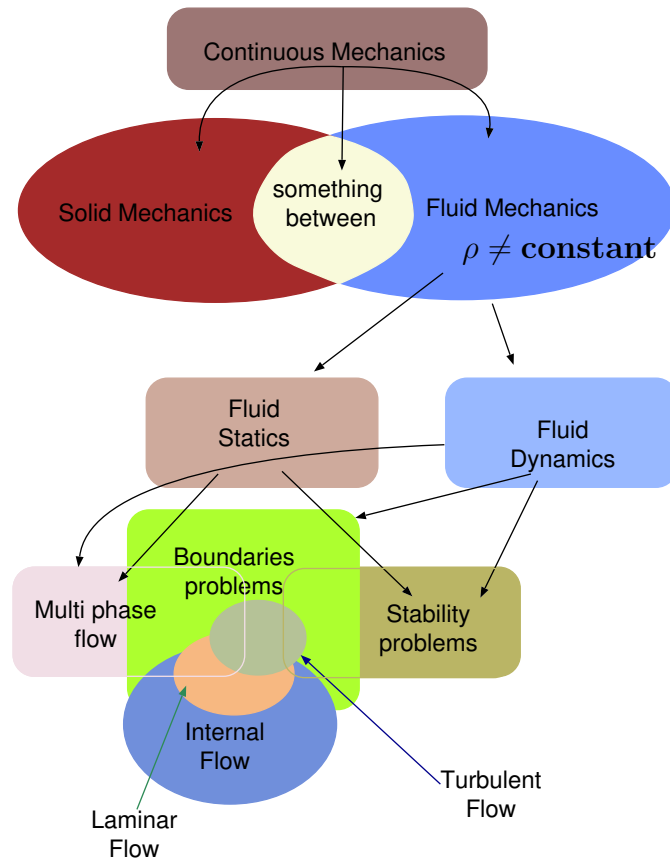 Continuous Mechanics
something
between
Solid Mechanics
Fluid Mechanics
ρ ≠ constant
Fluid
Statics
Fluid
Dynamics
Boundaries
problems
Multi phase
flow
Stability
problems
Internal
Flow
Turbulent
Flow
Laminar
Flow